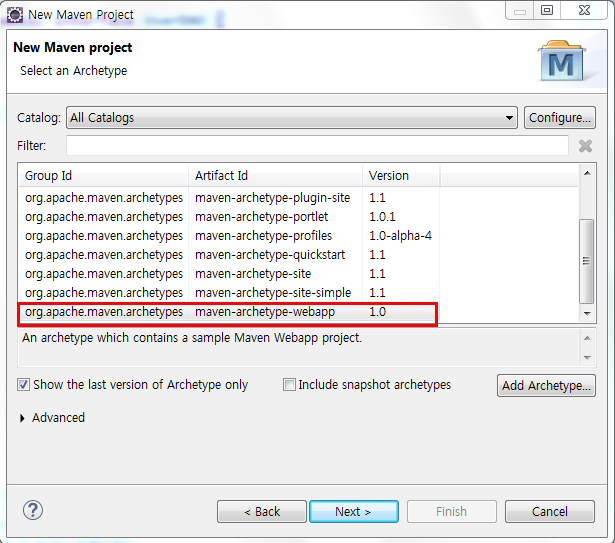 New Maven Project
New Maven project
Select an Archetype
M
Catalog: All Catalogs Configure...
Filter:
Group Id Artifact Id Version
org.apache.maven.archetypes maven-archetype-plugin-site 1.1
org.apache.maven.archetypes maven-archetype-portlet 1.0.1
org.apache.maven.archetypes maven-archetype-profiles 1.0-alpha-4
org.apache.maven.archetypes maven-archetype-quickstart 1.1
org.apache.maven.archetypes maven-archetype-site 1.1
org.apache.maven.archetypes maven-archetype-site-simple 1.1
org.apache.maven.archetypes maven-archetype-webapp 1.0
An archetype which contains a sample Maven Webapp project.
Show the last version of Archetype only Include snapshot archetypes Add Archetype...
Advanced
? < Back Next > Finish Cancel